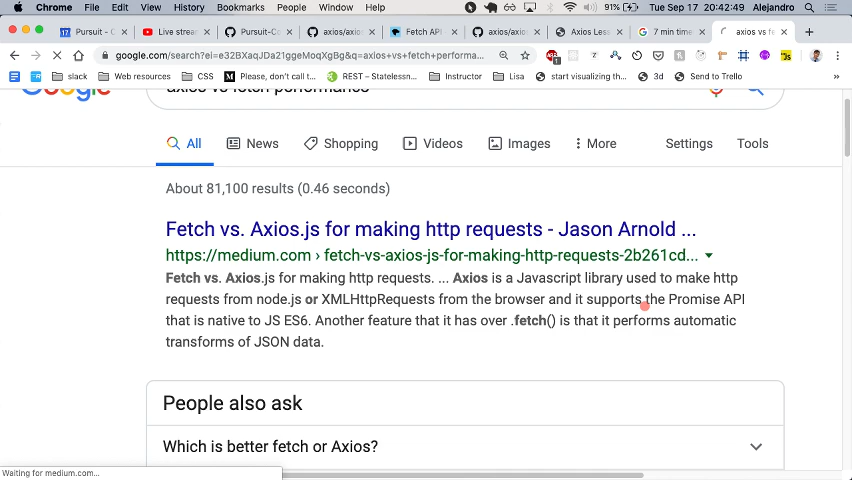 Chrome File Edit View History Bookmarks People Window Help 91% Tue Sep 17 20:42:49 Alejandro
Pursuit - C Live strea Pursuit-Co axios/axio Fetch API axios/axio Axios Less 7 min time axios vs fe
google.com/search?ei=e32BXaqJDa21ggeMoqXgBg&q=axios+vs+fetch+performa...
slack Web resources CSS Please, don't call t... REST – Statelessn... Instructor Lisa start visualizing th... 3d Send to Trello
Google axios vs fetch performance
All News Shopping Videos Images More Settings Tools
About 81,100 results (0.46 seconds)
Fetch vs. Axios.js for making http requests - Jason Arnold ...
https://medium.com › fetch-vs-axios-js-for-making-http-requests-2b261cd...
Fetch vs. Axios.js for making http requests. ... Axios is a Javascript library used to make http
requests from node.js or XMLHttpRequests from the browser and it supports the Promise API
that is native to JS ES6. Another feature that it has over .fetch() is that it performs automatic
transforms of JSON data.
People also ask
Which is better fetch or Axios?
Waiting for medium.com...